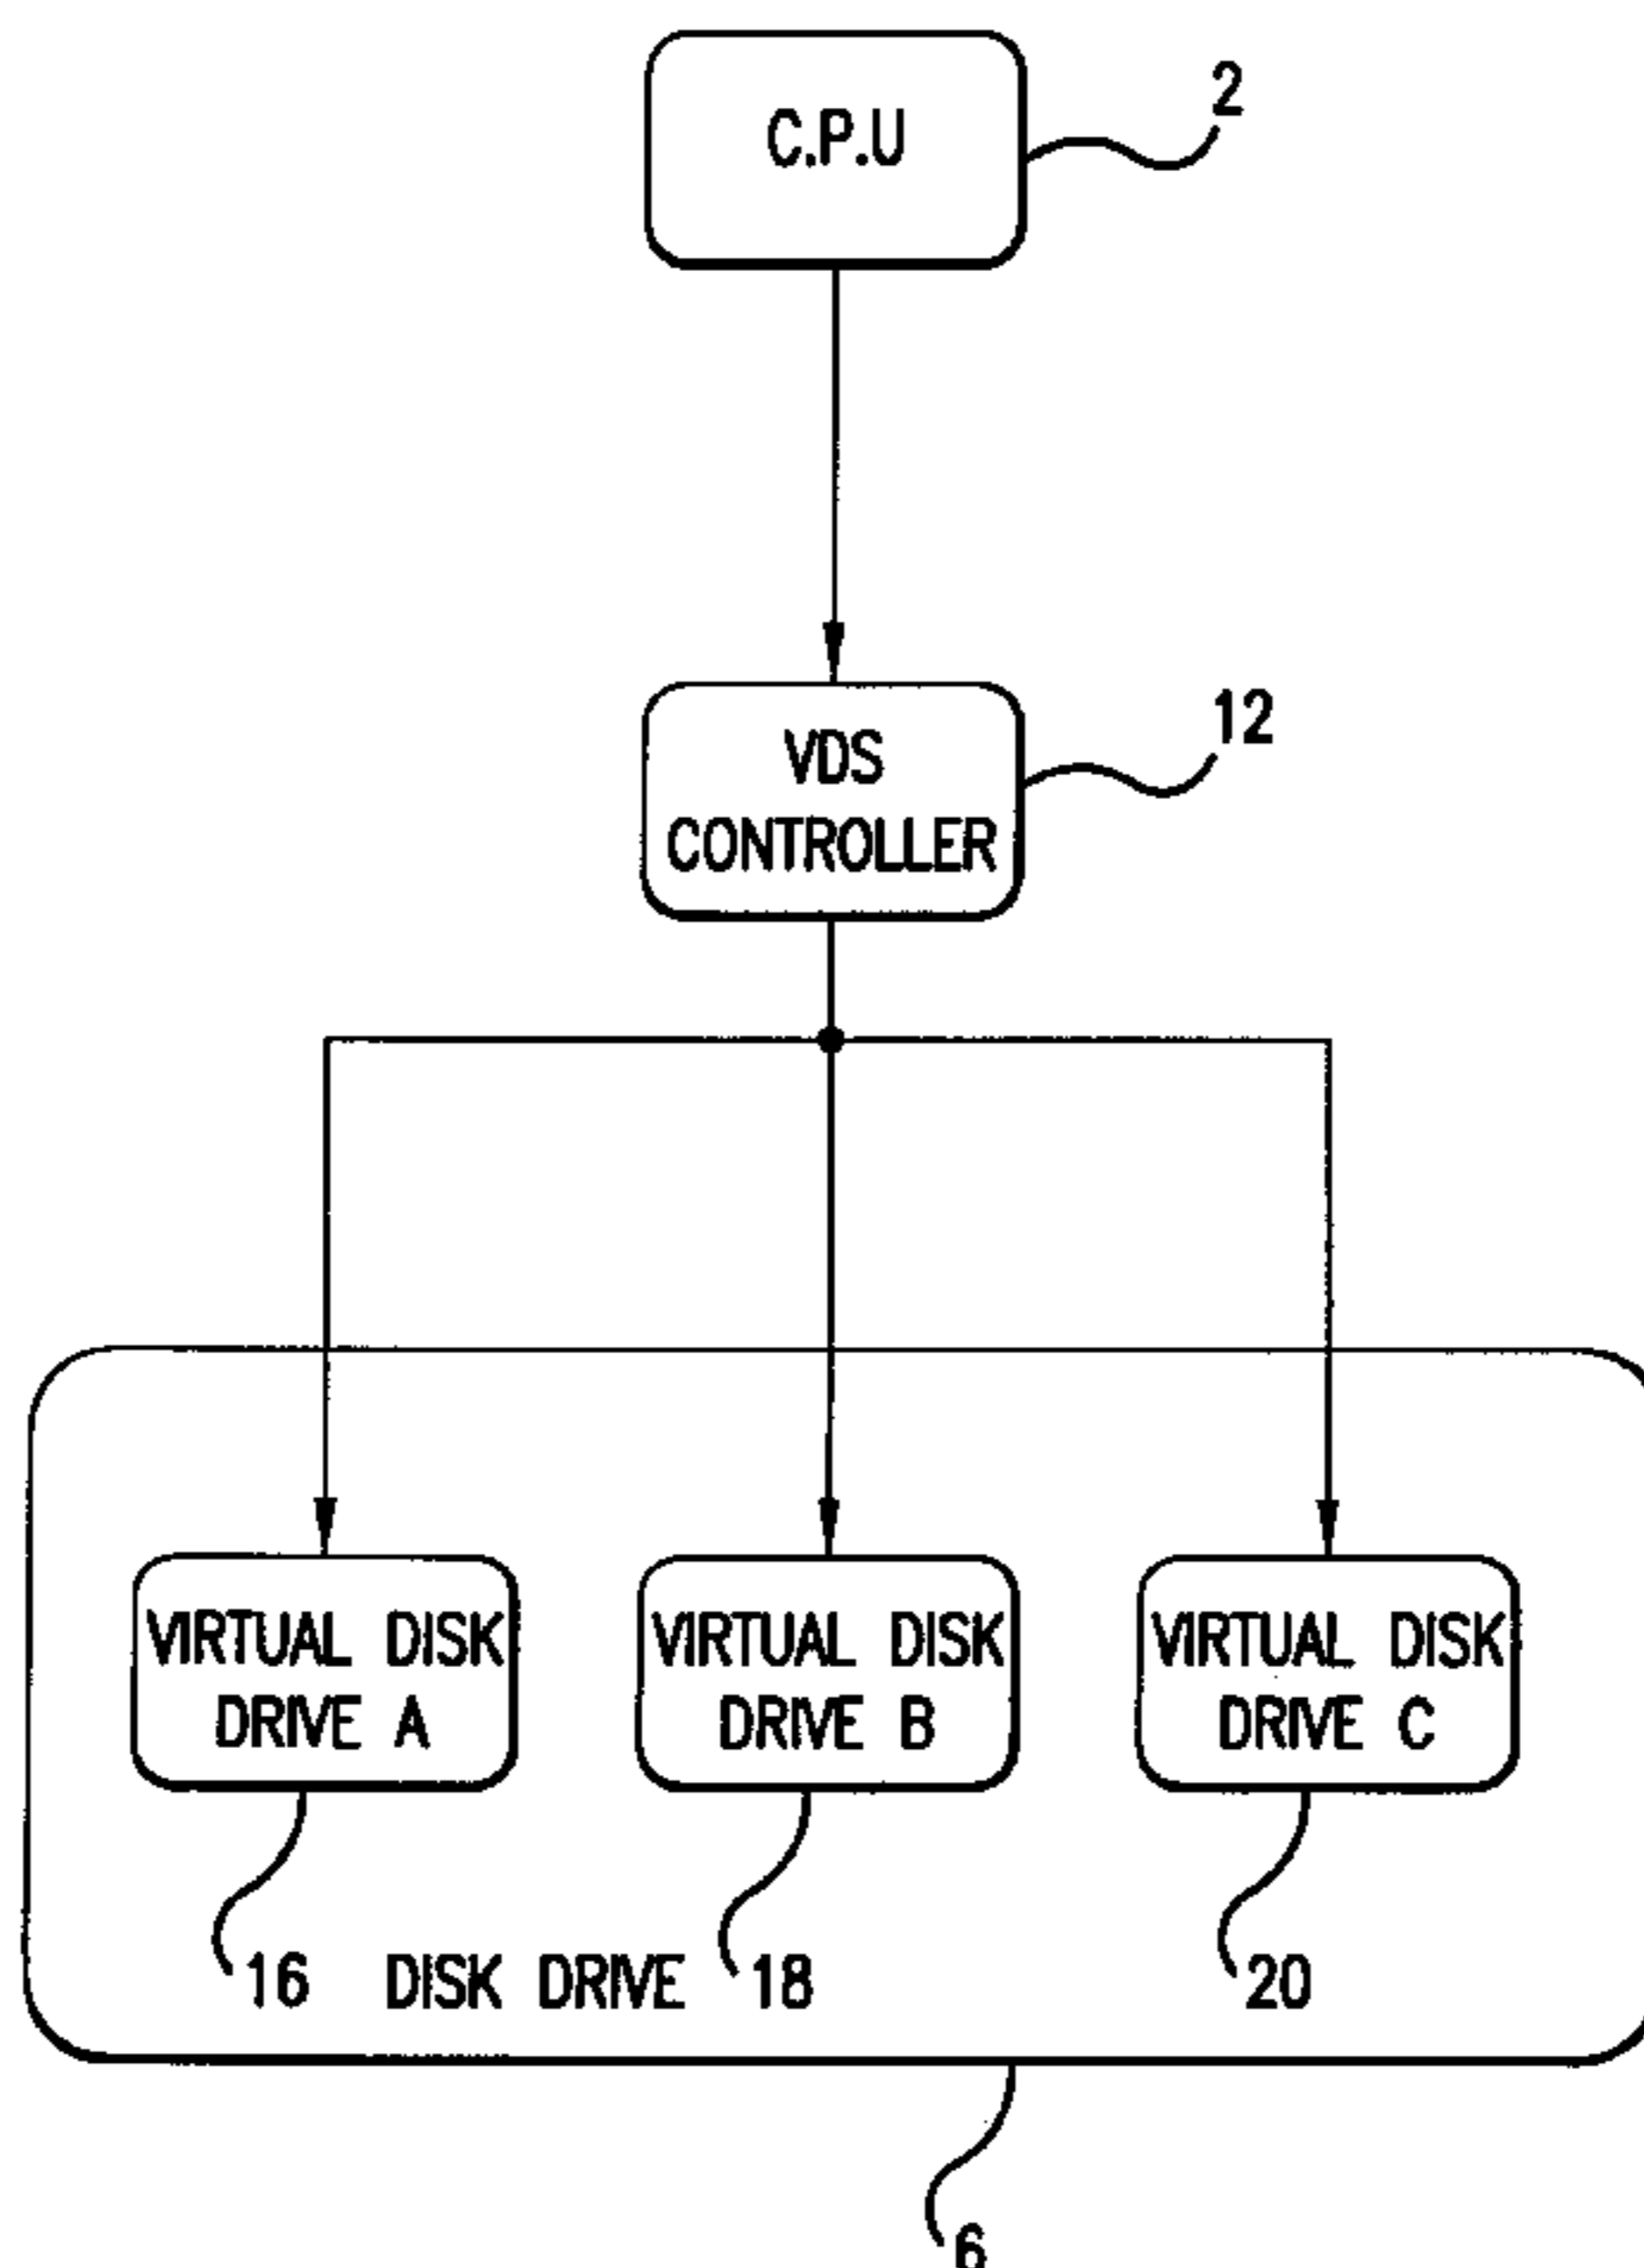 C.P.U
2
VDS
CONTROLLER
12
VIRTUAL DISK
DRIVE A
VIRTUAL DISK
DRIVE B
VIRTUAL DISK
DRIVE C
16
DISK DRIVE
18
20
6